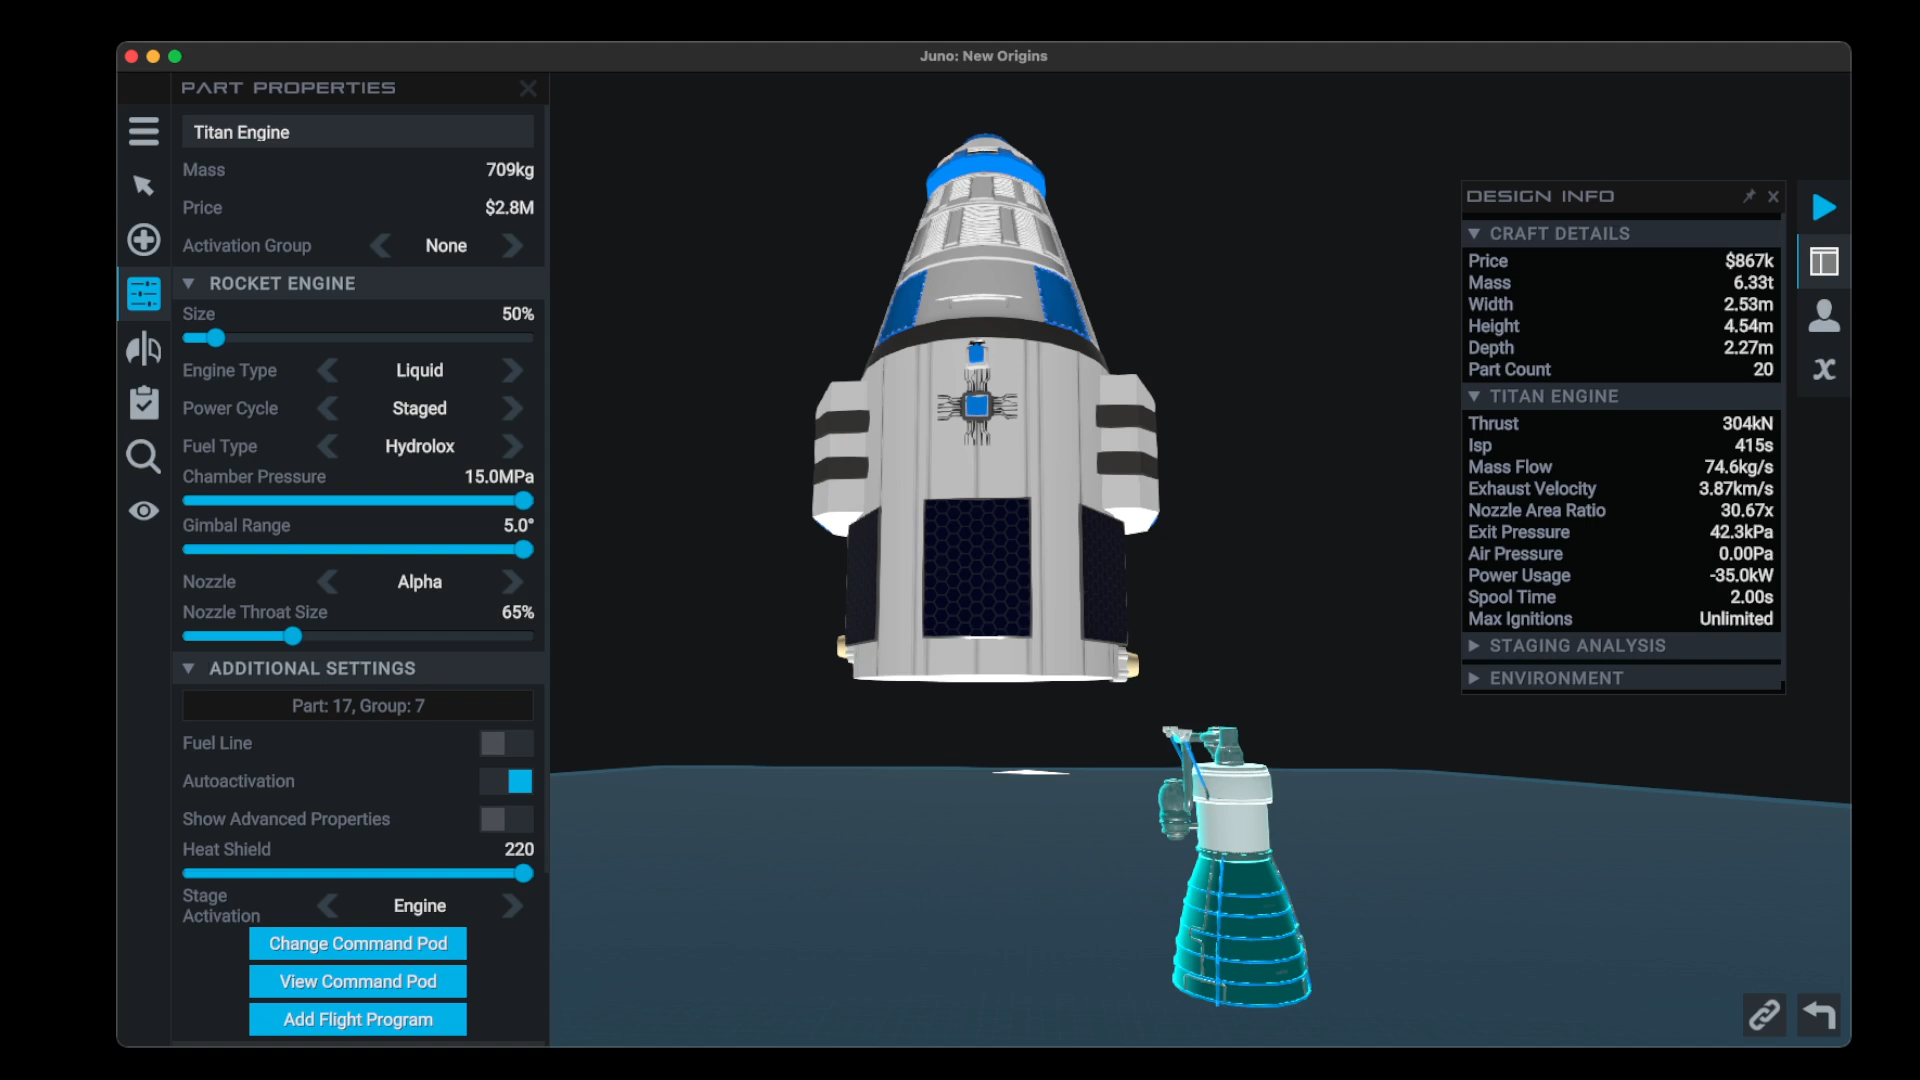 Juno: New Origins
PART PROPERTIES
Titan Engine
Mass 709kg
Price $2.8M
Activation Group None
ROCKET ENGINE
Size 50%
Engine Type Liquid
Power Cycle Staged
Fuel Type Hydrolox
Chamber Pressure 15.0MPa
Gimbal Range 5.0°
Nozzle Alpha
Nozzle Throat Size 65%
ADDITIONAL SETTINGS
Part: 17, Group: 7
Fuel Line
Autoactivation
Show Advanced Properties
Heat Shield 220
Stage
Activation Engine
Change Command Pod
View Command Pod
Add Flight Program
DESIGN INFO
CRAFT DETAILS
Price $867k
Mass 6.33t
Width 2.53m
Height 4.54m
Depth 2.27m
Part Count 20
TITAN ENGINE
Thrust 304kN
Isp 415s
Mass Flow 74.6kg/s
Exhaust Velocity 3.87km/s
Nozzle Area Ratio 30.67x
Exit Pressure 42.3kPa
Air Pressure 0.00Pa
Power Usage -35.0kW
Spool Time 2.00s
Max Ignitions Unlimited
STAGING ANALYSIS
ENVIRONMENT
x